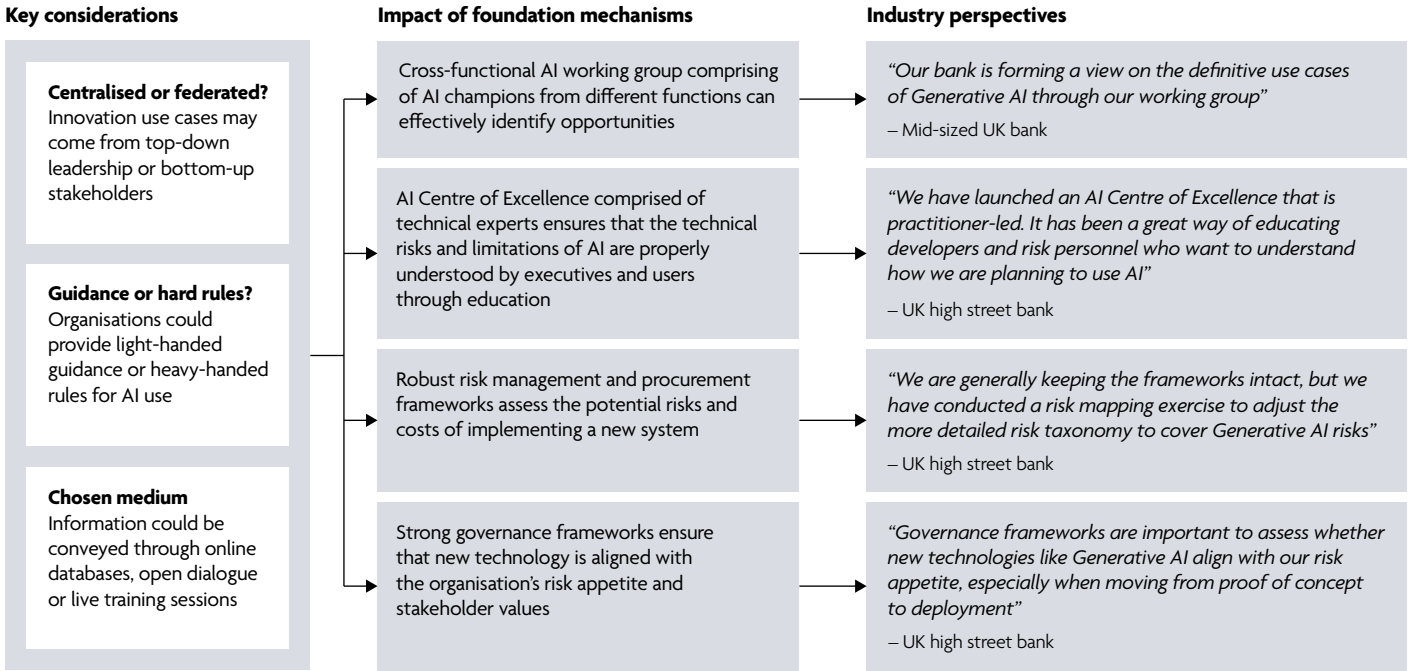 Key considerations
Centralised or federated?
Innovation use cases may
come from top-down
leadership or bottom-up
stakeholders
Guidance or hard rules?
Organisations could
provide light-handed
guidance or heavy-handed
rules for AI use
Chosen medium
Information could be
conveyed through online
databases, open dialogue
or live training sessions
Impact of foundation mechanisms
Cross-functional AI working group comprising
of AI champions from different functions can
effectively identify opportunities
AI Centre of Excellence comprised of
technical experts ensures that the technical
risks and limitations of AI are properly
understood by executives and users
through education
Robust risk management and procurement
frameworks assess the potential risks and
costs of implementing a new system
Strong governance frameworks ensure
that new technology is aligned with
the organisation’s risk appetite and
stakeholder values
Industry perspectives
“Our bank is forming a view on the definitive use cases
of Generative AI through our working group”
– Mid-sized UK bank
“We have launched an AI Centre of Excellence that is
practitioner-led. It has been a great way of educating
developers and risk personnel who want to understand
how we are planning to use AI”
– UK high street bank
“We are generally keeping the frameworks intact, but we
have conducted a risk mapping exercise to adjust the
more detailed risk taxonomy to cover Generative AI risks”
– UK high street bank
“Governance frameworks are important to assess whether
new technologies like Generative AI align with our risk
appetite, especially when moving from proof of concept
to deployment”
– UK high street bank